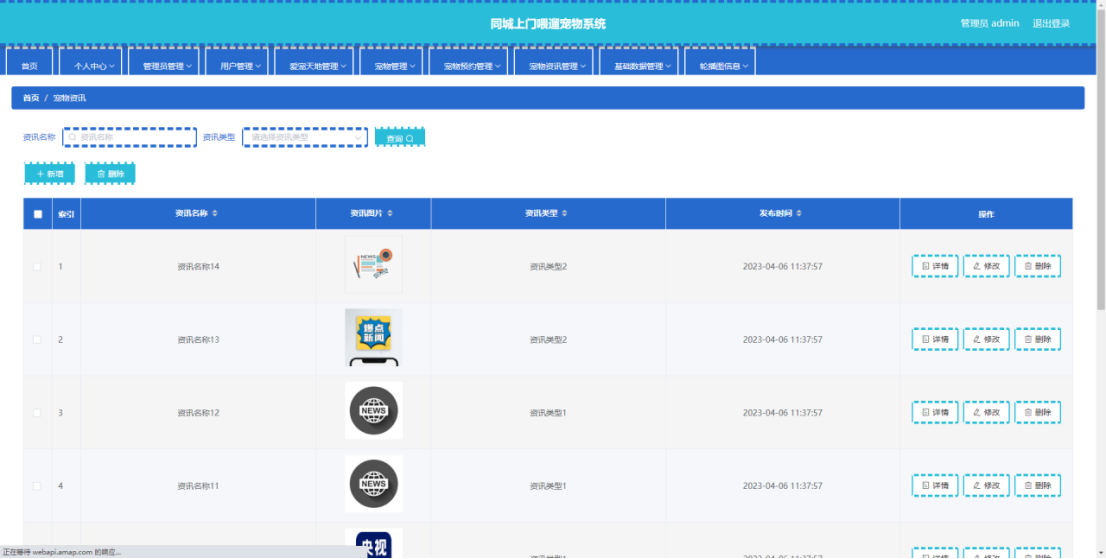 同城上门喂遛宠物系统
管理员 admin 退出登录
首页 个人中心 管理员管理 用户管理 爱宠天地管理 宠物管理 宠物预约管理 宠物资讯管理 基础数据管理 轮播图信息
首页 / 宠物资讯
资讯名称 资讯名称 资讯类型 请选择资讯类型 查询
+ 新增 删除
索引 资讯名称 资讯图片 资讯类型 发布时间 操作
NEWS
1 资讯名称14 资讯类型2 2023-04-06 11:37:57 详情 修改 删除
爆点
新闻
2 资讯名称13 资讯类型2 2023-04-06 11:37:57 详情 修改 删除
3 资讯名称12 NEWS 资讯类型1 2023-04-06 11:37:57 详情 修改 删除
4 资讯名称11 NEWS 资讯类型1 2023-04-06 11:37:57 详情 修改 删除
央视
资讯类型1 2023-04-06 11:37:57 详情 修改 删除
正在等待 webapi.amap.com 的响应...